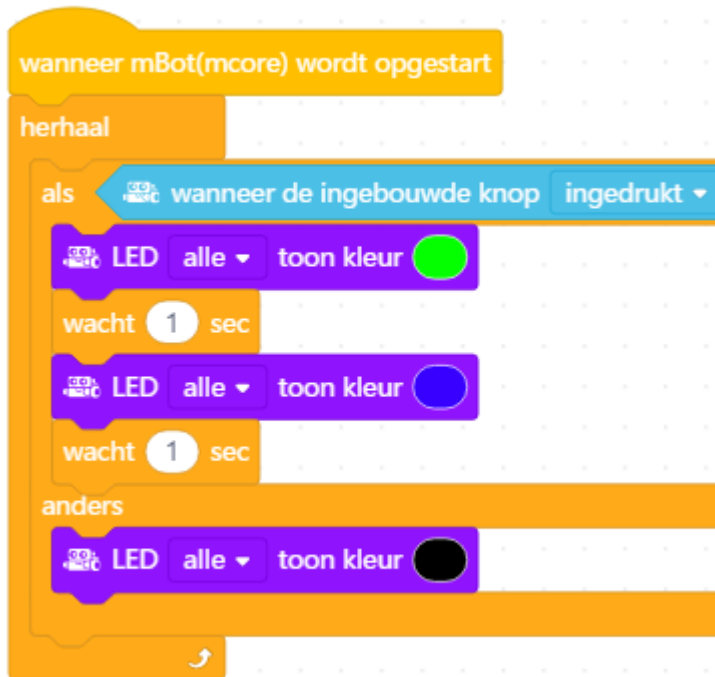 wanneer mBot(mcore) wordt opgestart
herhaal
als wanneer de ingebouwde knop ingedrukt
LED alle toon kleur
wacht 1 sec
LED alle toon kleur
wacht 1 sec
anders
LED alle toon kleur